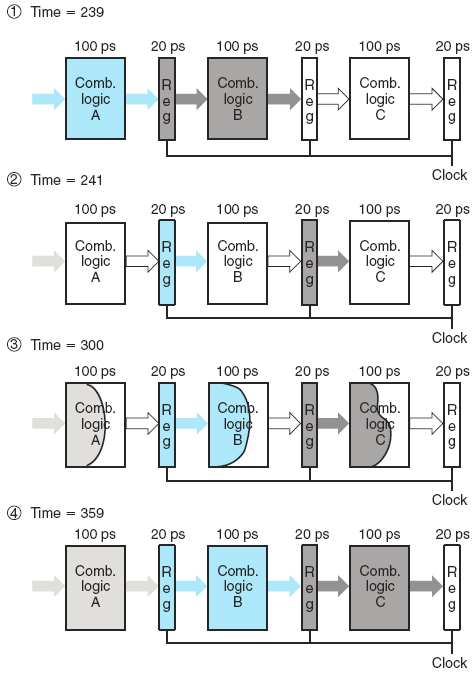 ① Time = 239
100 ps 20 ps 100 ps 20 ps 100 ps 20 ps
Comb. logic A
R e g
Comb. logic B
R e g
Comb. logic C
R e g
Clock
② Time = 241
100 ps 20 ps 100 ps 20 ps 100 ps 20 ps
Comb. logic A
R e g
Comb. logic B
R e g
Comb. logic C
R e g
Clock
③ Time = 300
100 ps 20 ps 100 ps 20 ps 100 ps 20 ps
Comb. logic A
R e g
Comb. logic B
R e g
Comb. logic C
R e g
Clock
④ Time = 359
100 ps 20 ps 100 ps 20 ps 100 ps 20 ps
Comb. logic A
R e g
Comb. logic B
R e g
Comb. logic C
R e g
Clock